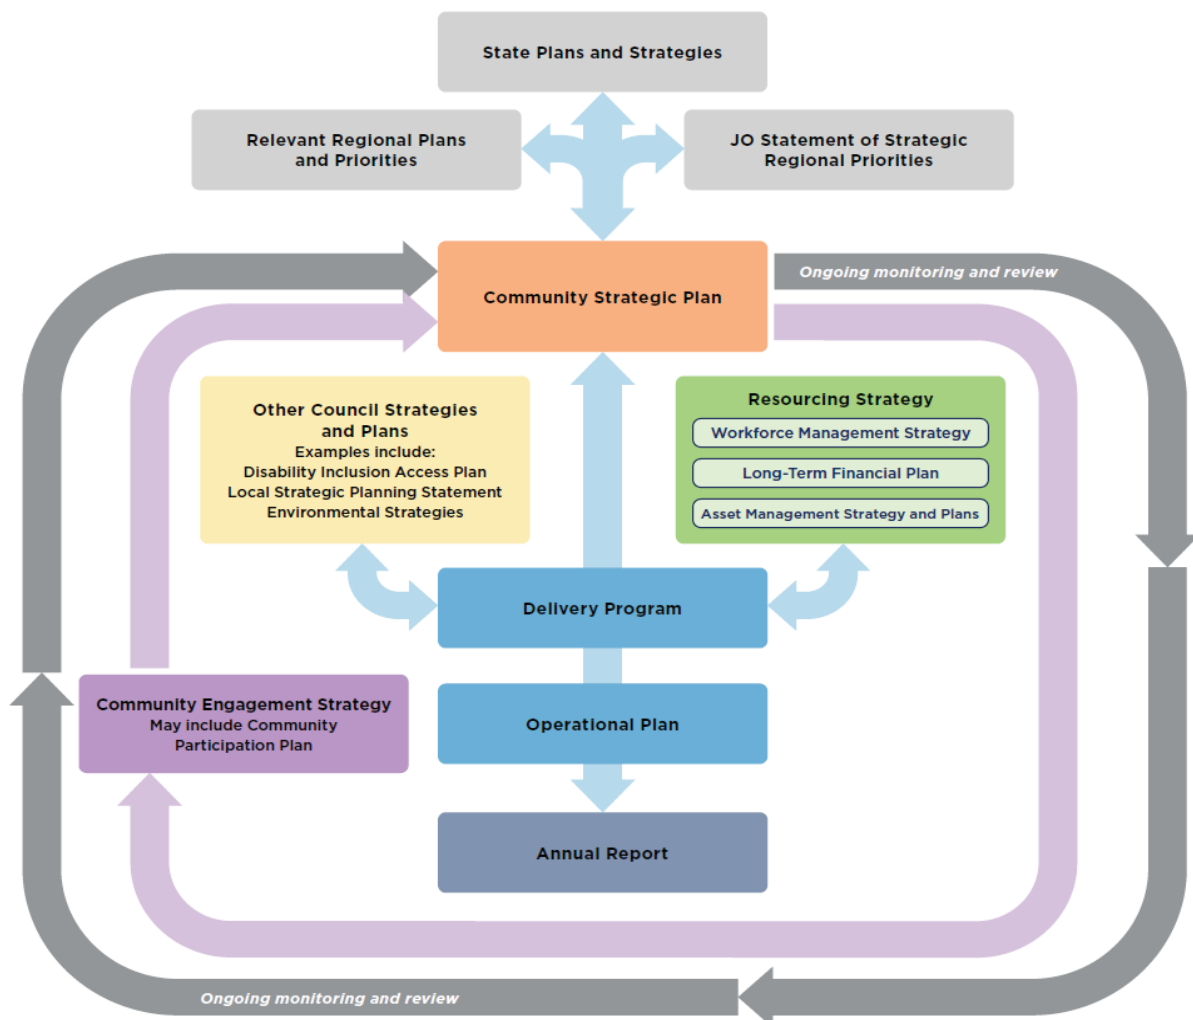 State Plans and Strategies
Relevant Regional Plans
and Priorities
JO Statement of Strategic
Regional Priorities
Ongoing monitoring and review
Community Strategic Plan
Other Council Strategies
and Plans
Examples include:
Disability Inclusion Access Plan
Local Strategic Planning Statement
Environmental Strategies
Resourcing Strategy
Workforce Management Strategy
Long-Term Financial Plan
Asset Management Strategy and Plans
Delivery Program
Community Engagement Strategy
May include Community
Participation Plan
Operational Plan
Annual Report
Ongoing monitoring and review